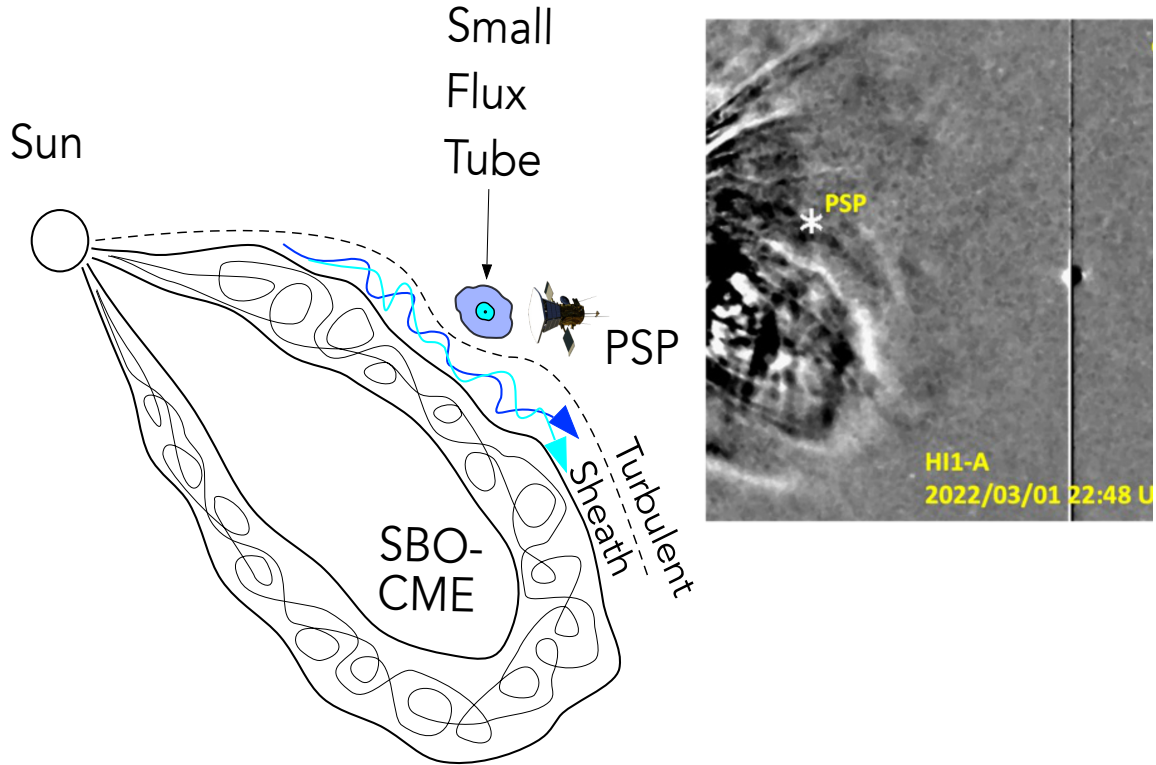 Small
Flux
Tube
Sun
PSP
Turbulent
Sheath
SBO-
CME
PSP
HI1-A
2022/03/01 22:48 U